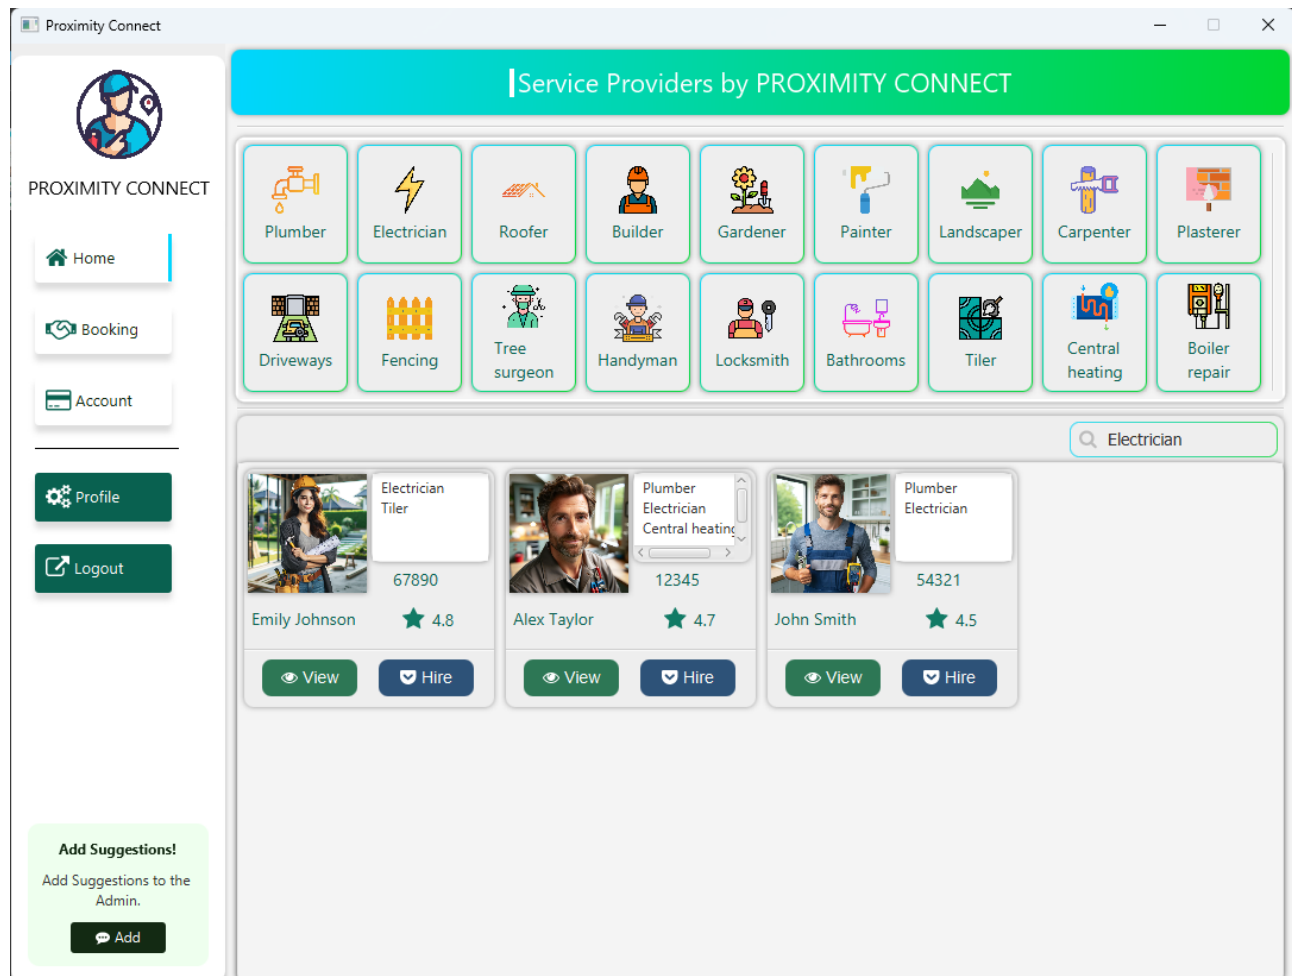 Proximity Connect
PROXIMITY CONNECT
Home
Booking
Account
Profile
Logout
Add Suggestions!
Add Suggestions to the
Admin.
Add
Service Providers by PROXIMITY CONNECT
Plumber
Electrician
Roofer
Builder
Gardener
Painter
Landscaper
Carpenter
Plasterer
Driveways
Fencing
Tree
surgeon
Handyman
Locksmith
Bathrooms
Tiler
Central
heating
Boiler
repair
Electrician
Electrician
Tiler
67890
Emily Johnson
4.8
View
Hire
Plumber
Electrician
Central heating
12345
Alex Taylor
4.7
View
Hire
Plumber
Electrician
54321
John Smith
4.5
View
Hire